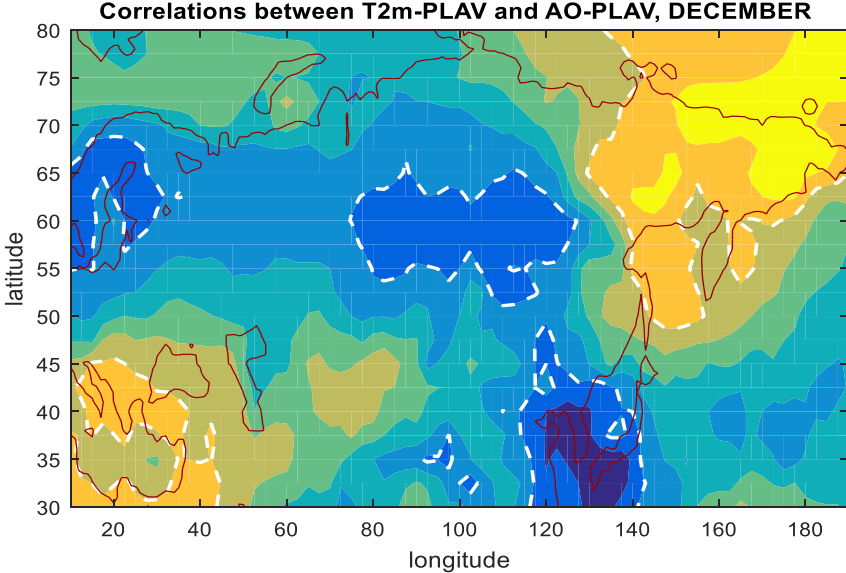 Correlations between T2m-PLAV and AO-PLAV, DECEMBER
80
75
70
65
60
55
50
45
40
35
30
latitude
20 40 60 80 100 120 140 160 180
longitude